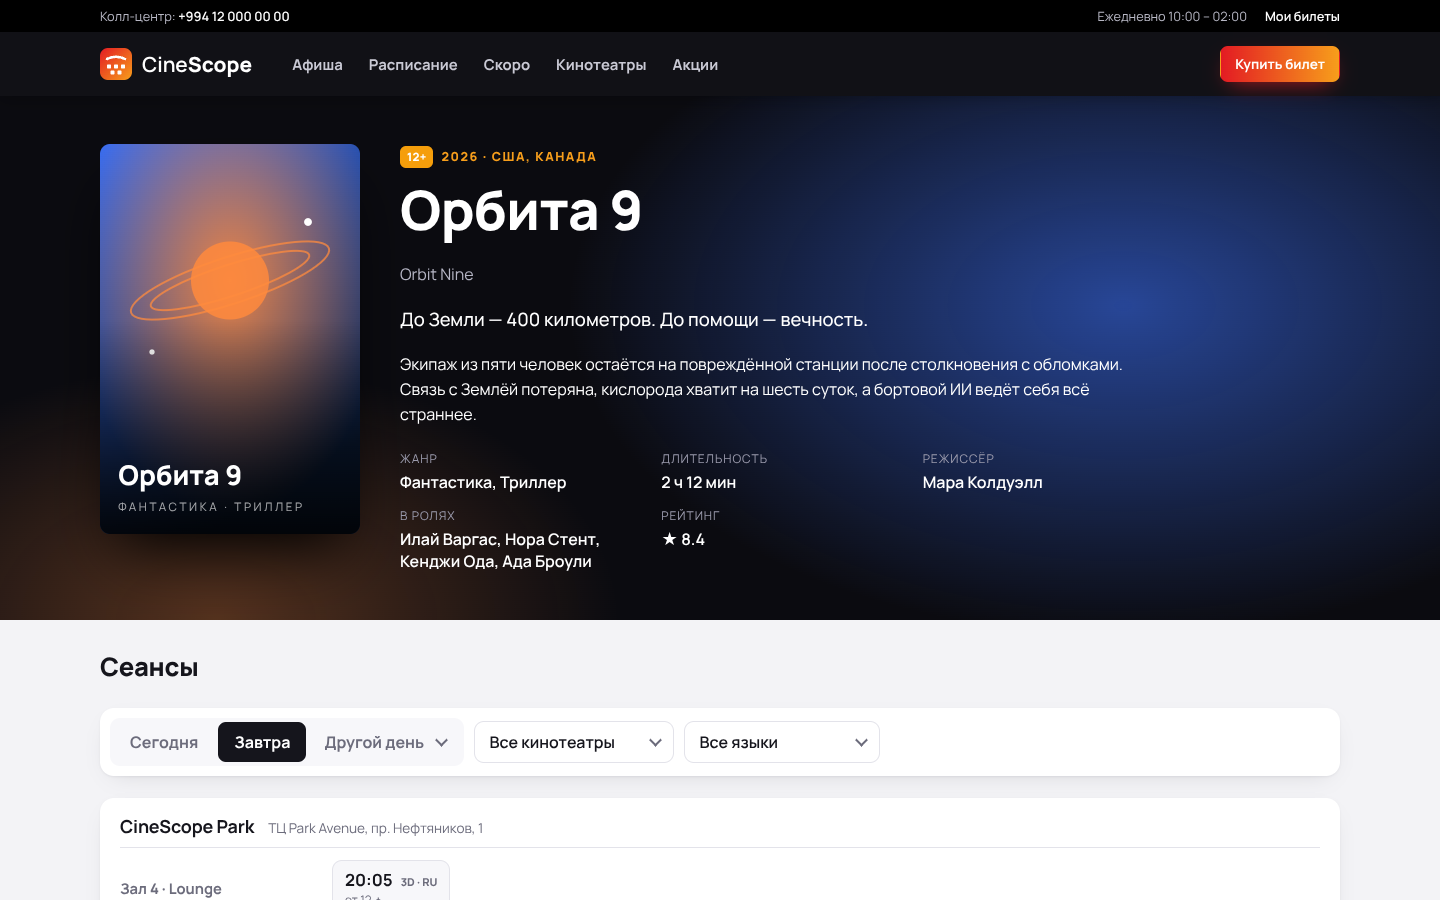 Колл-центр: +994 12 000 00 00
Ежедневно 10:00 – 02:00
Мои билеты
CineScope
Афиша
Расписание
Скоро
Кинотеатры
Акции
Купить билет
Орбита 9
ФАНТАСТИКА · ТРИЛЛЕР
12+ 2026 · США, КАНАДА
Орбита 9
Orbit Nine
До Земли — 400 километров. До помощи — вечность.
Экипаж из пяти человек остаётся на повреждённой станции после столкновения с обломками.
Связь с Землёй потеряна, кислорода хватит на шесть суток, а бортовой ИИ ведёт себя всё
страннее.
ЖАНР
Фантастика, Триллер
ДЛИТЕЛЬНОСТЬ
2 ч 12 мин
РЕЖИССЁР
Мара Колдуэлл
В РОЛЯХ
Илай Варгас, Нора Стент,
Кенджи Ода, Ада Броули
РЕЙТИНГ
★ 8.4
Сеансы
Сегодня
Завтра
Другой день
Все кинотеатры
Все языки
CineScope Park ТЦ Park Avenue, пр. Нефтяников, 1
Зал 4 · Lounge
20:05 3D · RU